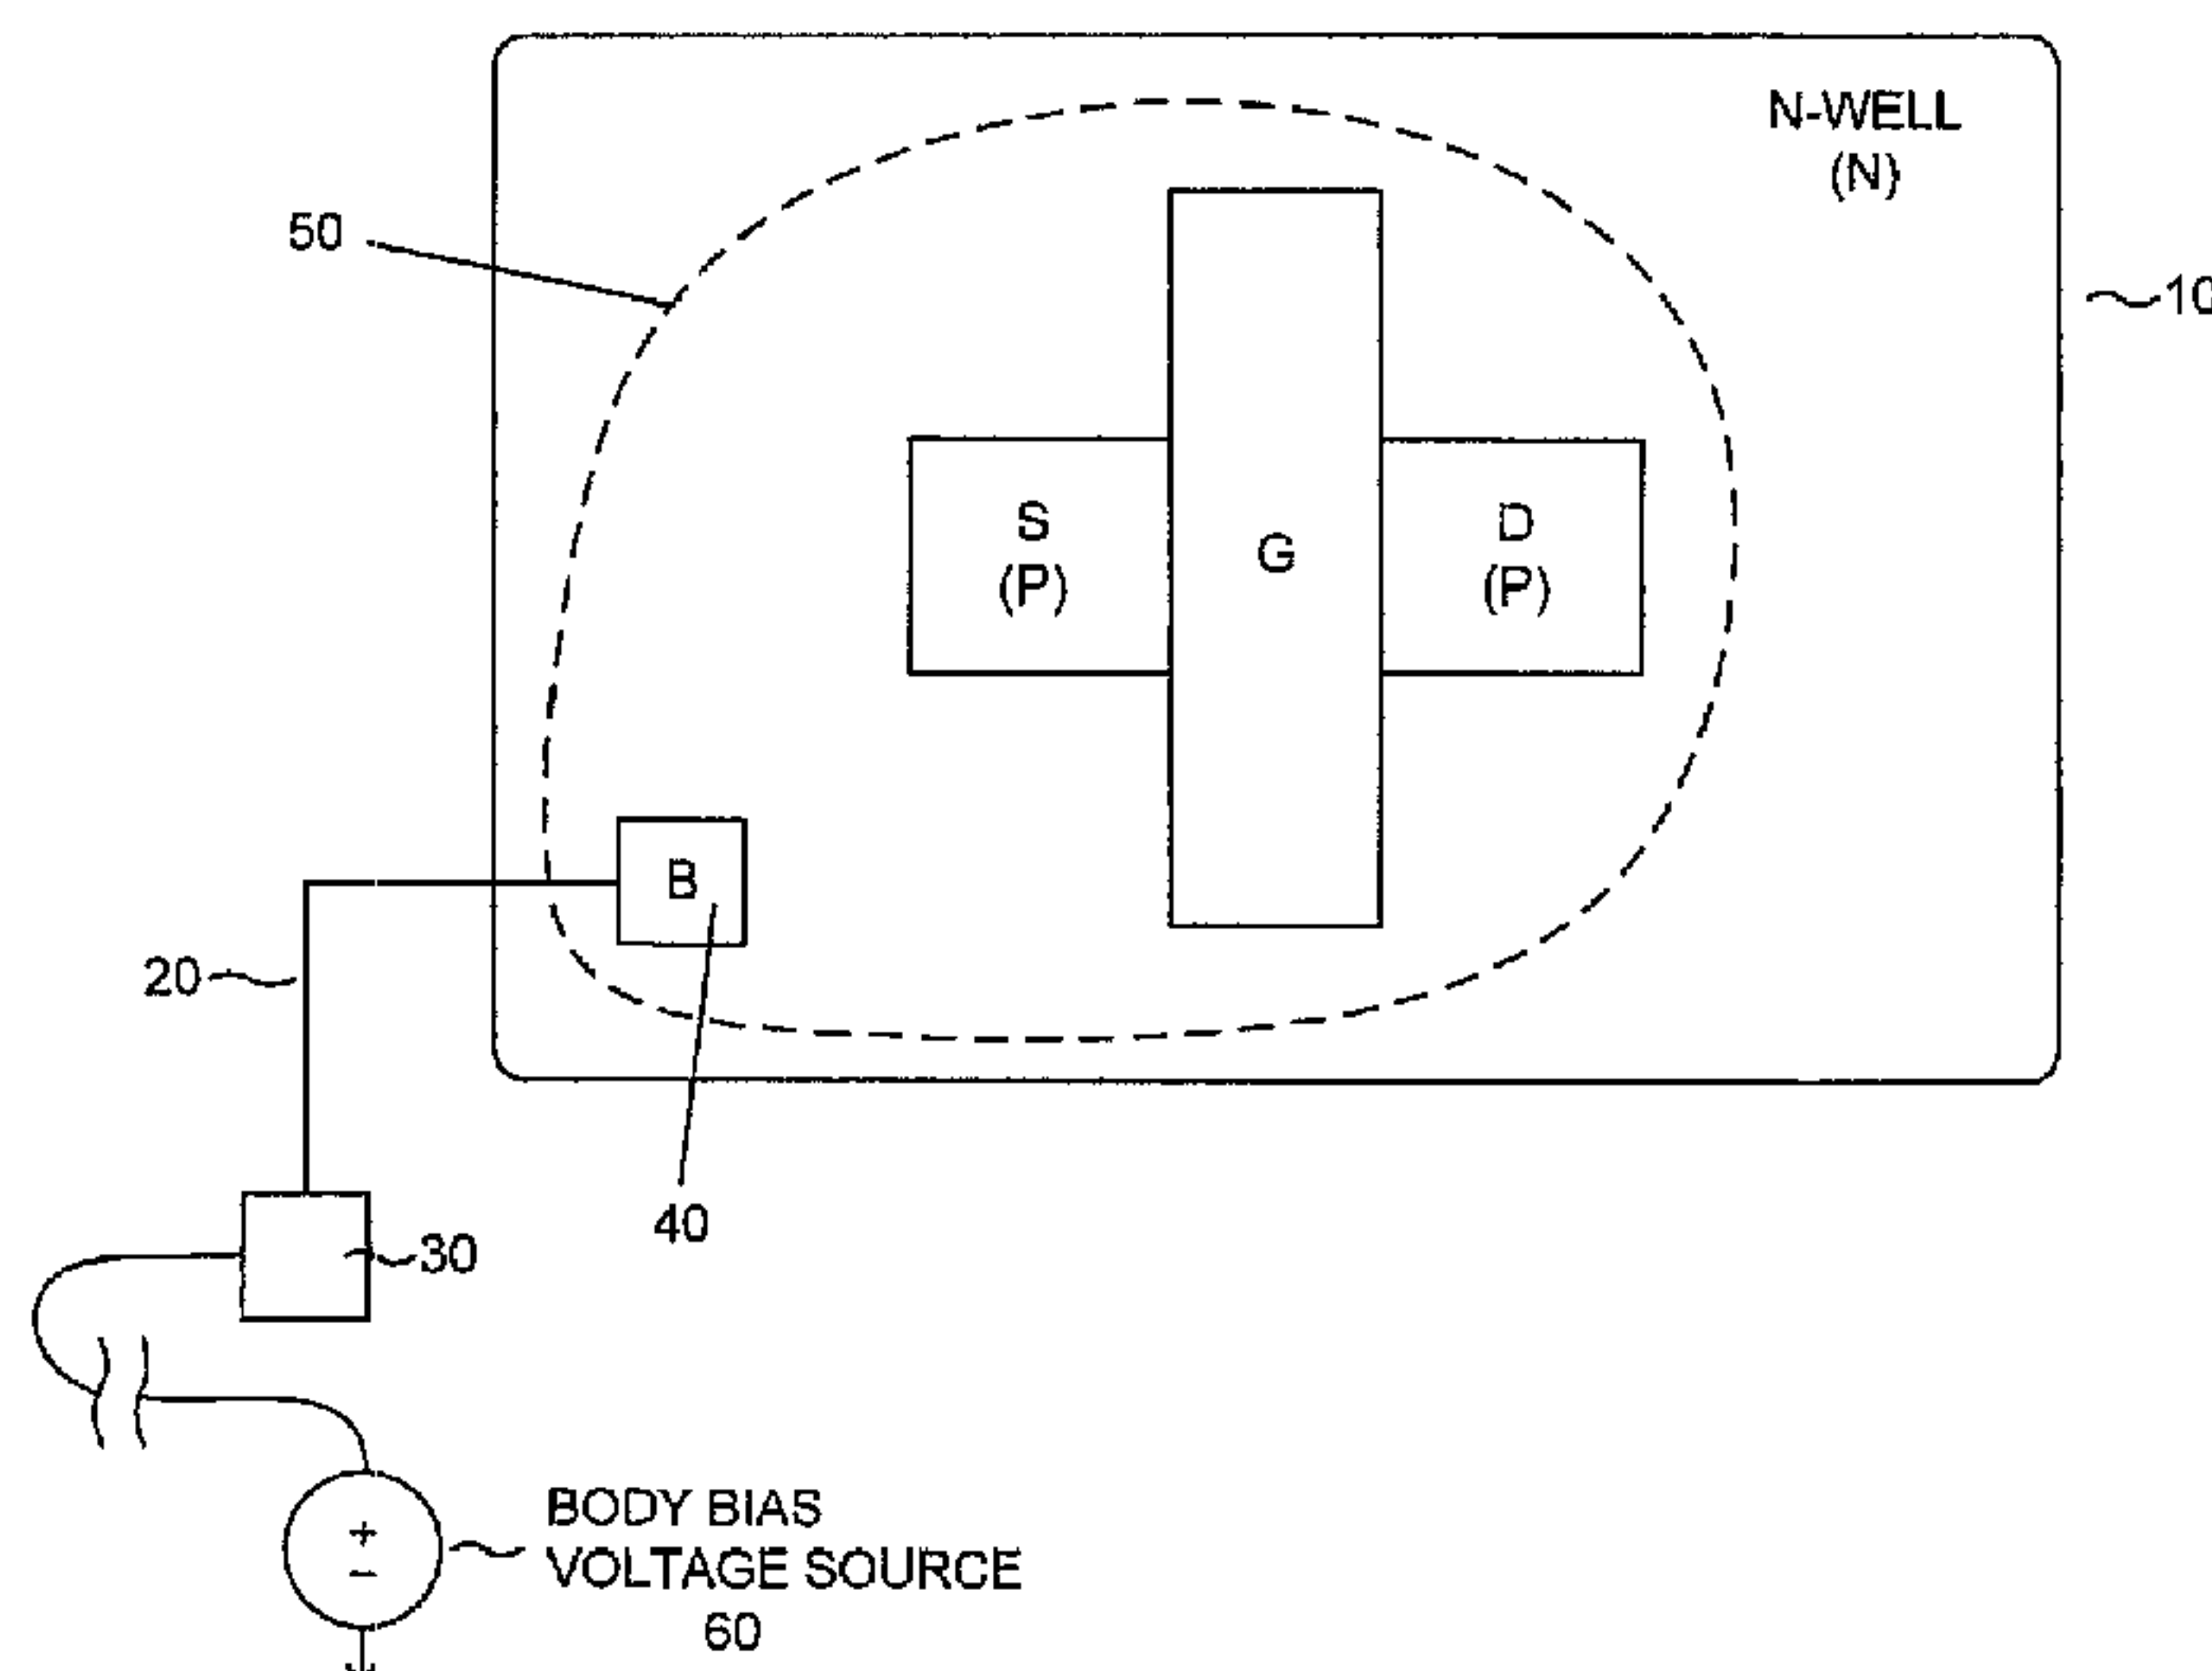 N-WELL
(N)
50
10
S
(P)
G
D
(P)
B
20
40
30
+
−
BODY BIAS
VOLTAGE SOURCE
60